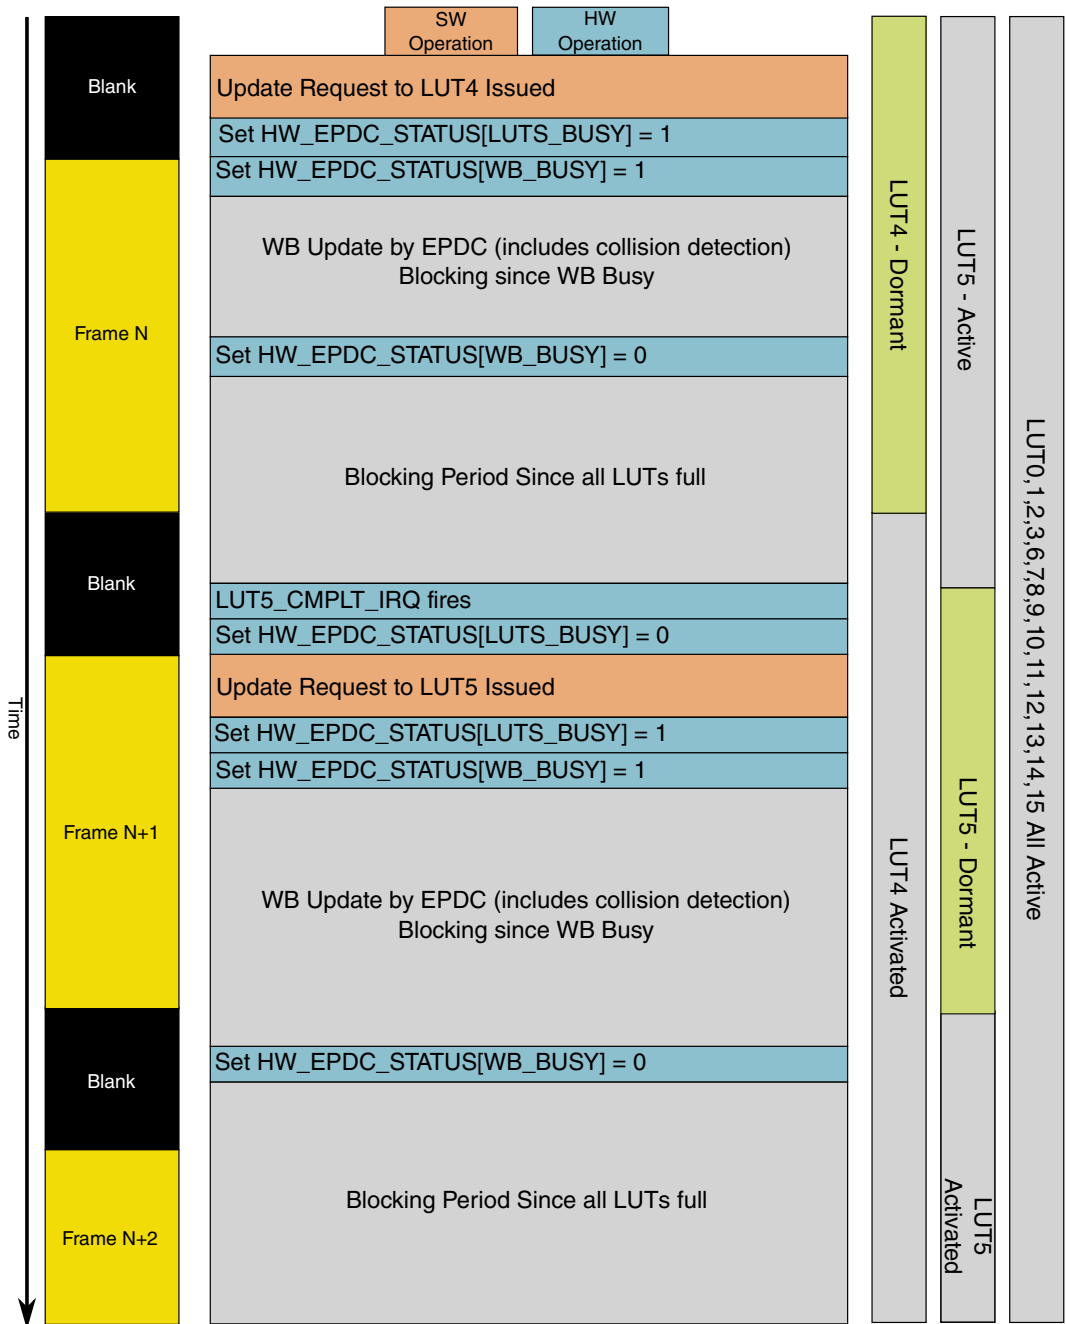 SW
Operation
HW
Operation
Blank
Update Request to LUT4 Issued
Set HW_EPDC_STATUS[LUTS_BUSY] = 1
Set HW_EPDC_STATUS[WB_BUSY] = 1
WB Update by EPDC (includes collision detection)
Blocking since WB Busy
Frame N
Set HW_EPDC_STATUS[WB_BUSY] = 0
Blocking Period Since all LUTs full
Blank
LUT5_CMPLT_IRQ fires
Set HW_EPDC_STATUS[LUTS_BUSY] = 0
Update Request to LUT5 Issued
Set HW_EPDC_STATUS[LUTS_BUSY] = 1
Set HW_EPDC_STATUS[WB_BUSY] = 1
Frame N+1
WB Update by EPDC (includes collision detection)
Blocking since WB Busy
Set HW_EPDC_STATUS[WB_BUSY] = 0
Blank
Blocking Period Since all LUTs full
Frame N+2
Time
LUT4 - Dormant
LUT4 Activated
LUT5 - Active
LUT5 - Dormant
LUT5
Activated
LUT0,1,2,3,6,7,8,9,10,11,12,13,14,15 All Active